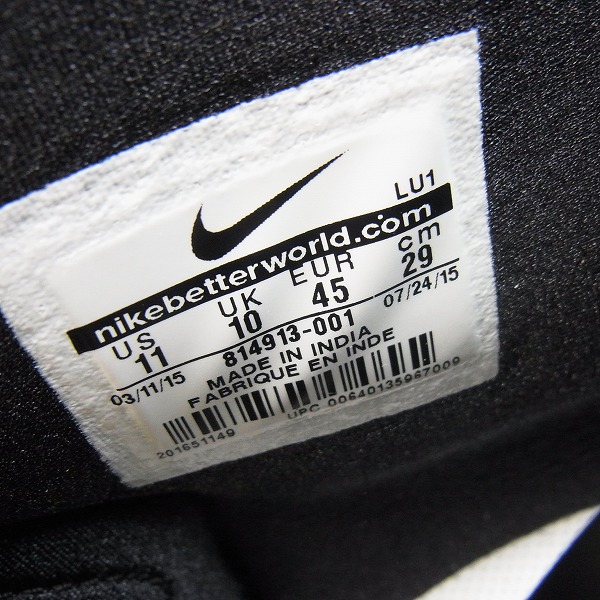 LU1
nikebetterworld.com
US UK EUR cm
11 10 45 29
03/11/15 814913-001 07/24/15
MADE IN INDIA
FABRIQUE EN INDE
201651149 UPC 00640135967009